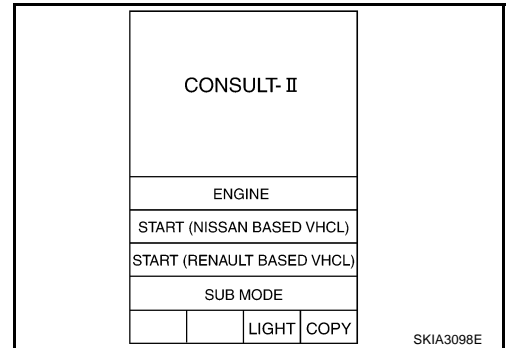 CONSULT-Ⅱ
ENGINE
START (NISSAN BASED VHCL)
START (RENAULT BASED VHCL)
SUB MODE
LIGHT COPY
SKIA3098E